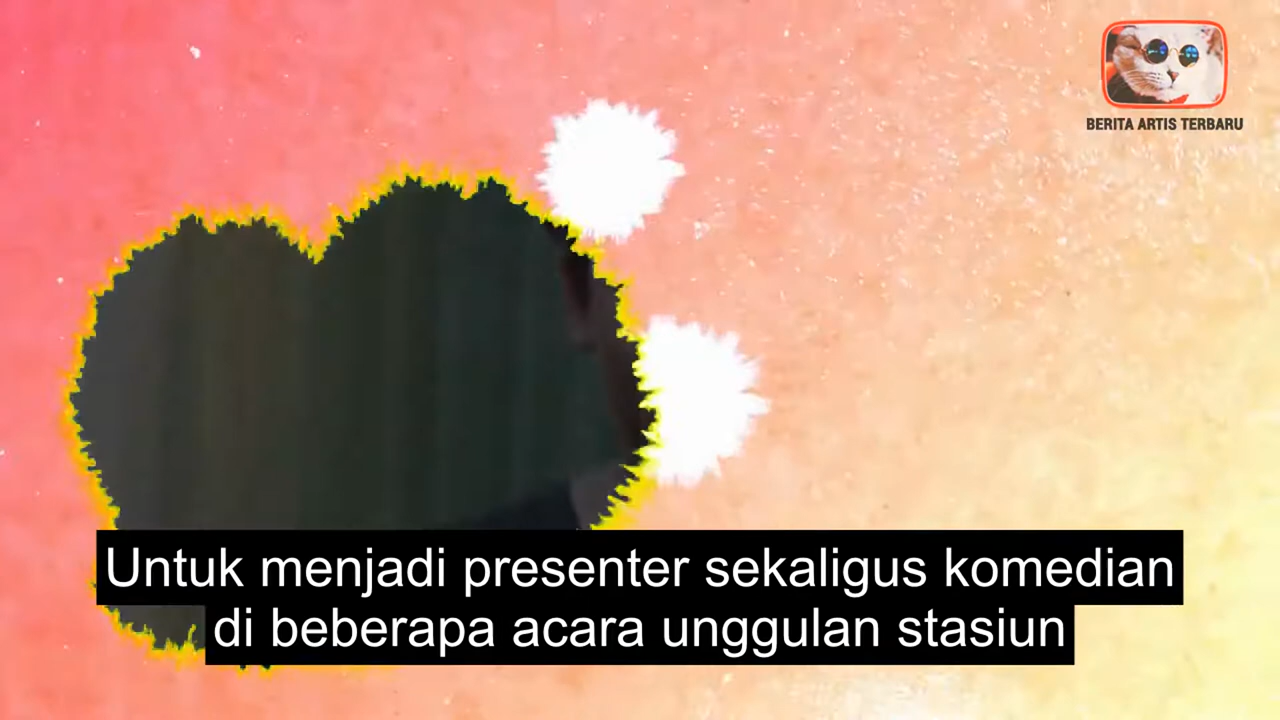 BERITA ARTIS TERBARU
Untuk menjadi presenter sekaligus komedian
di beberapa acara unggulan stasiun